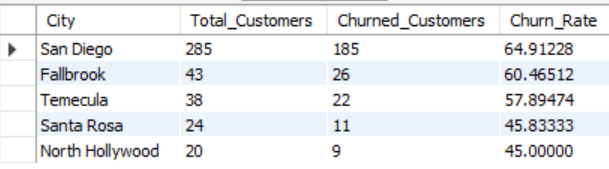 City Total_Customers Churned_Customers Churn_Rate
San Diego 285 185 64.91228
Fallbrook 43 26 60.46512
Temecula 38 22 57.89474
Santa Rosa 24 11 45.83333
North Hollywood 20 9 45.00000